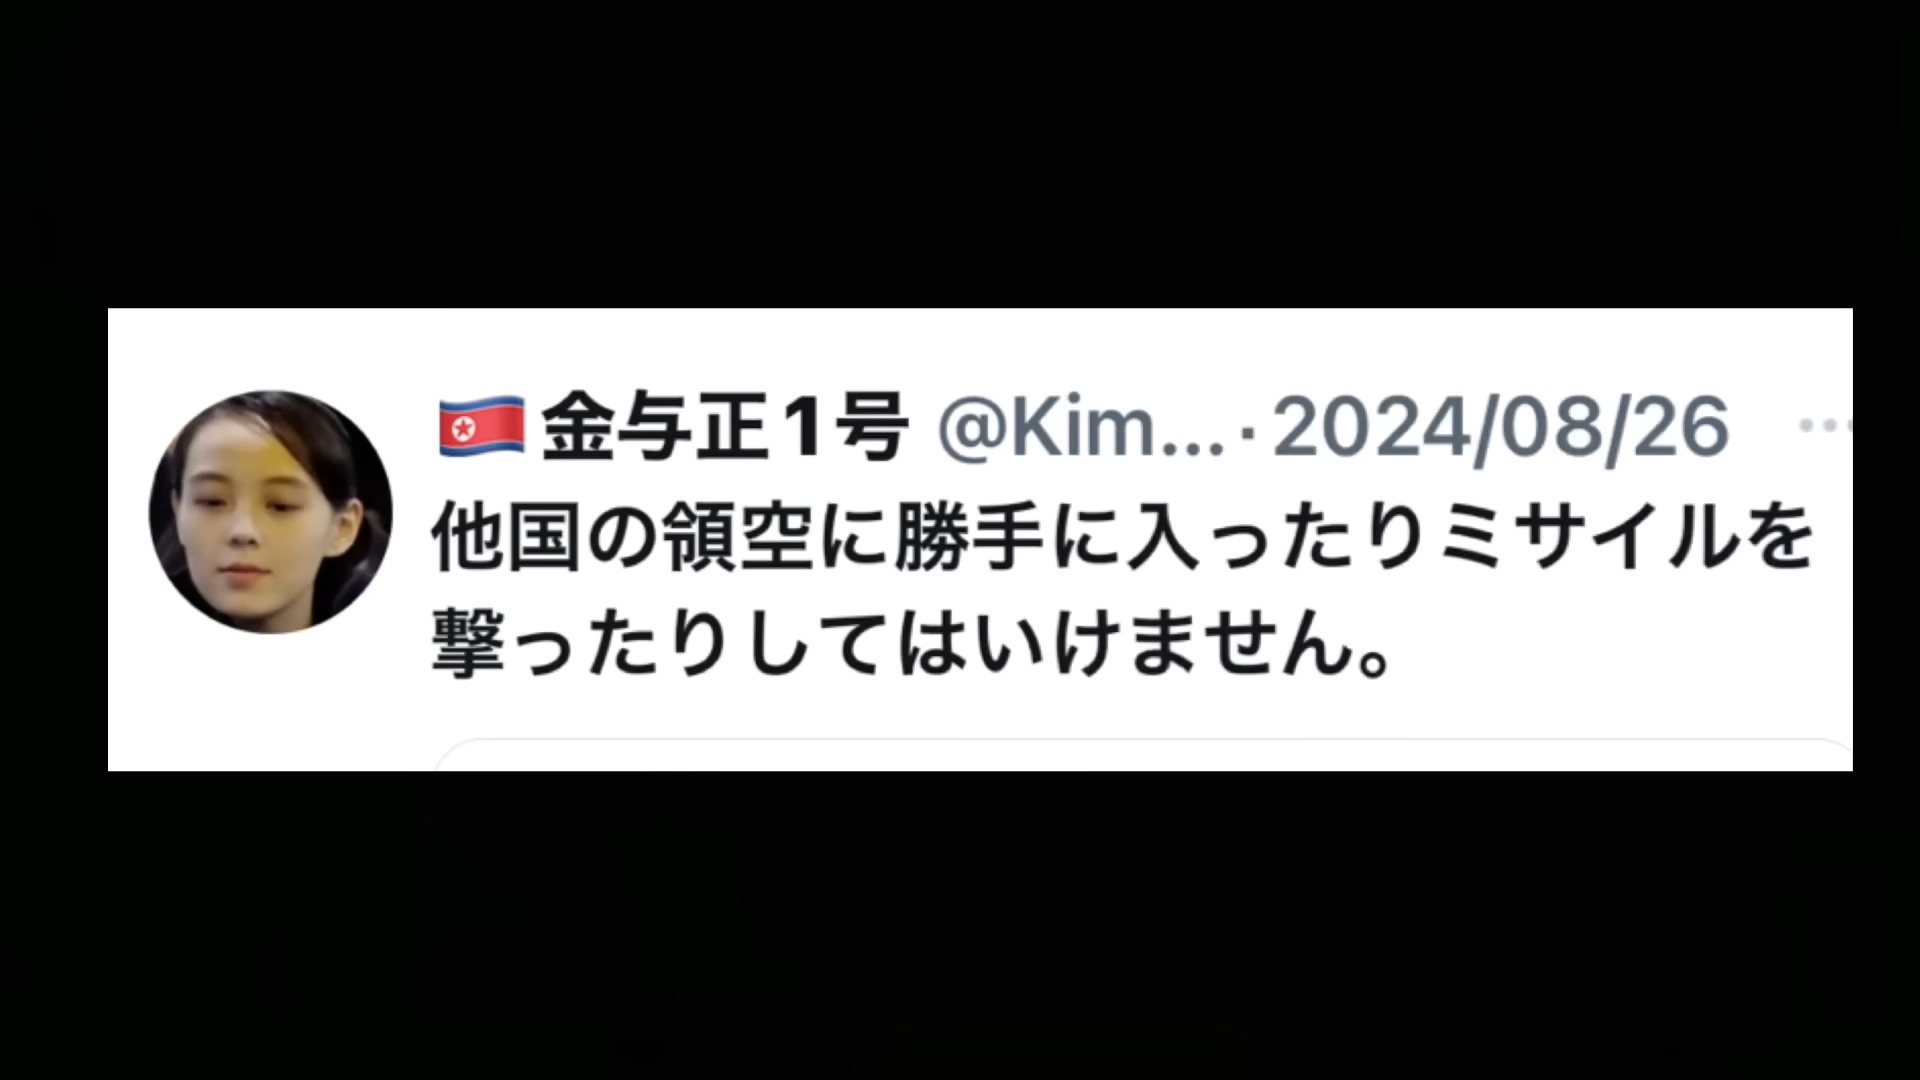 🇰🇵金与正1号 @Kim...・2024/08/26 ...
他国の領空に勝手に入ったりミサイルを
撃ったりしてはいけません。